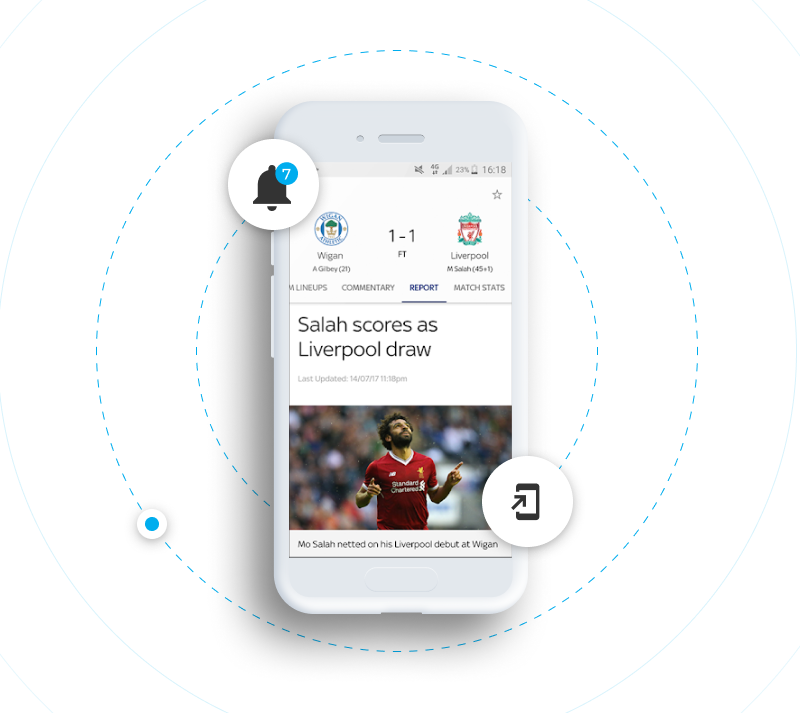 7
4G 23% 16:18
WIGAN
ATHLETIC
1-1
Wigan
FT
Liverpool
A Gilbey (21)
M Salah (45+1)
M LINEUPS COMMENTARY REPORT MATCH STATS
Salah scores as
Liverpool draw
Last Updated: 14/07/17 11:18pm
Standard
Chartered
Mo Salah netted on his Liverpool debut at Wigan